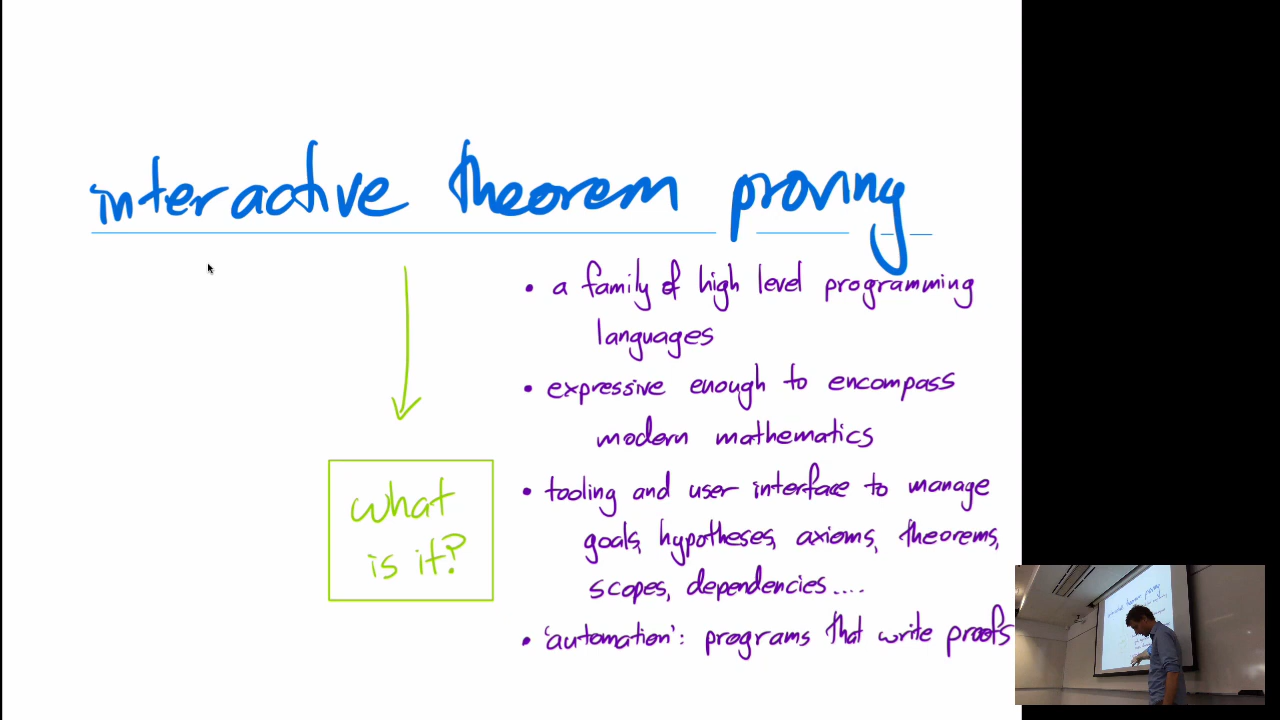 interactive theorem proving
• a family of high level programming
languages
• expressive enough to encompass
modern mathematics
• tooling and user interface to manage
goals, hypotheses, axioms, theorems,
scopes, dependencies....
• 'automation': programs that write proofs
what
is it?